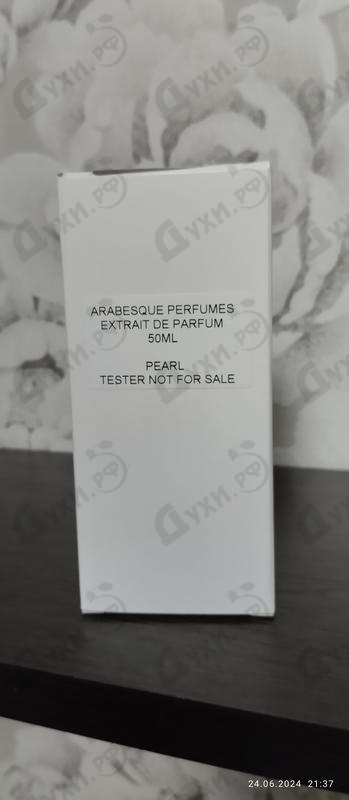 ARABESQUE PERFUMES
EXTRAIT DE PARFUM
50ML
PEARL
TESTER NOT FOR SALE
Духи.рф
24.06.2024 21:37